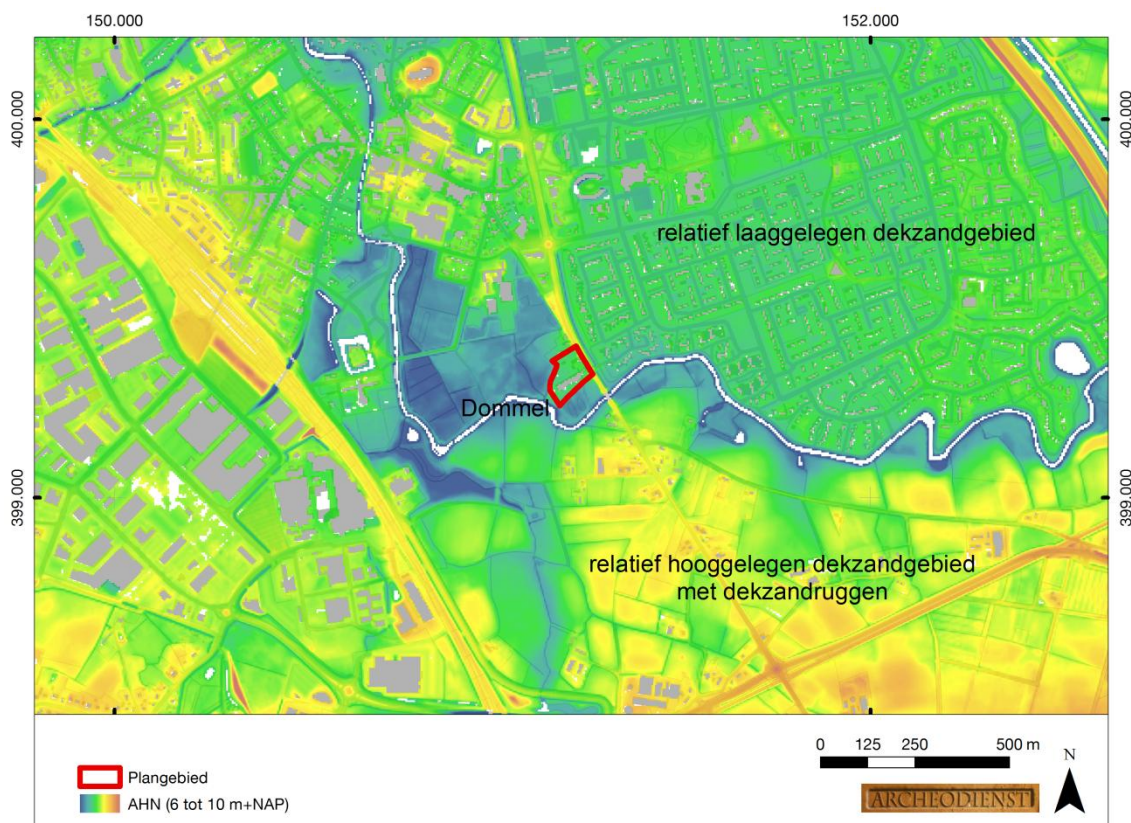 150.000
152.000
400.000
400.000
relatief laaggelegen dekzandgebied
Dommel
399.000
399.000
relatief hooggelegen dekzandgebied
met dekzandruggen
0 125 250 500 m
N
Plangebied
AHN (6 tot 10 m+NAP)
ARCHEODIENST